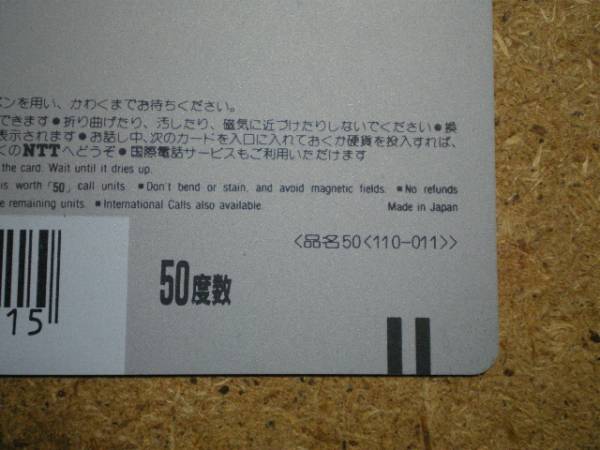 ンを用い、かわくまでお待ちください。
できます●折り曲げたり、汚したり、磁気に近づけたりしないでください●換
表示されます●お話し中、次のカードを入口に入れておくか硬貨を投入すれば、
くのNTTへどうぞ●国際電話サービスもご利用いただけます
the card. Wait until it dries up.
is worth「50」call units. ●Don't bend or stain, and avoid magnetic fields. ●No refunds
e remaining units. ●International Calls also available.
Made in Japan
〈品名50〈110-011〉〉
50度数
15